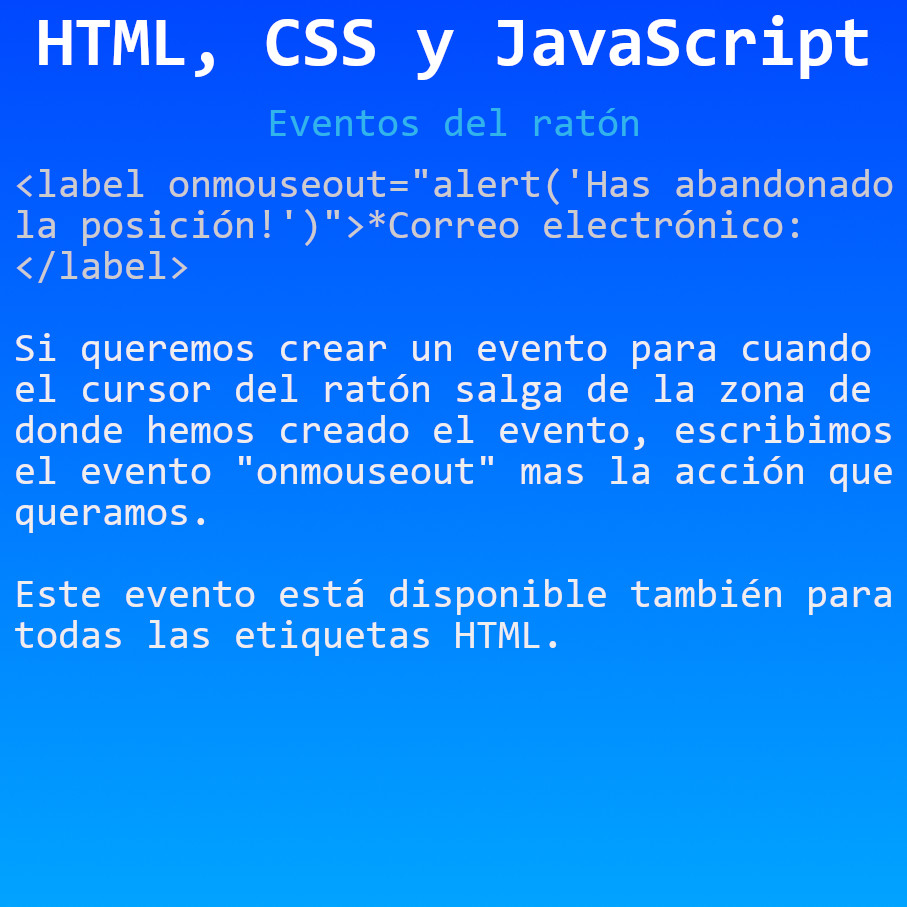 HTML, CSS y JavaScript
Eventos del ratón
<label onmouseout="alert('Has abandonado
la posición!')">*Correo electrónico:
</label>
Si queremos crear un evento para cuando
el cursor del ratón salga de la zona de
donde hemos creado el evento, escribimos
el evento "onmouseout" mas la acción que
queramos.
Este evento está disponible también para
todas las etiquetas HTML.